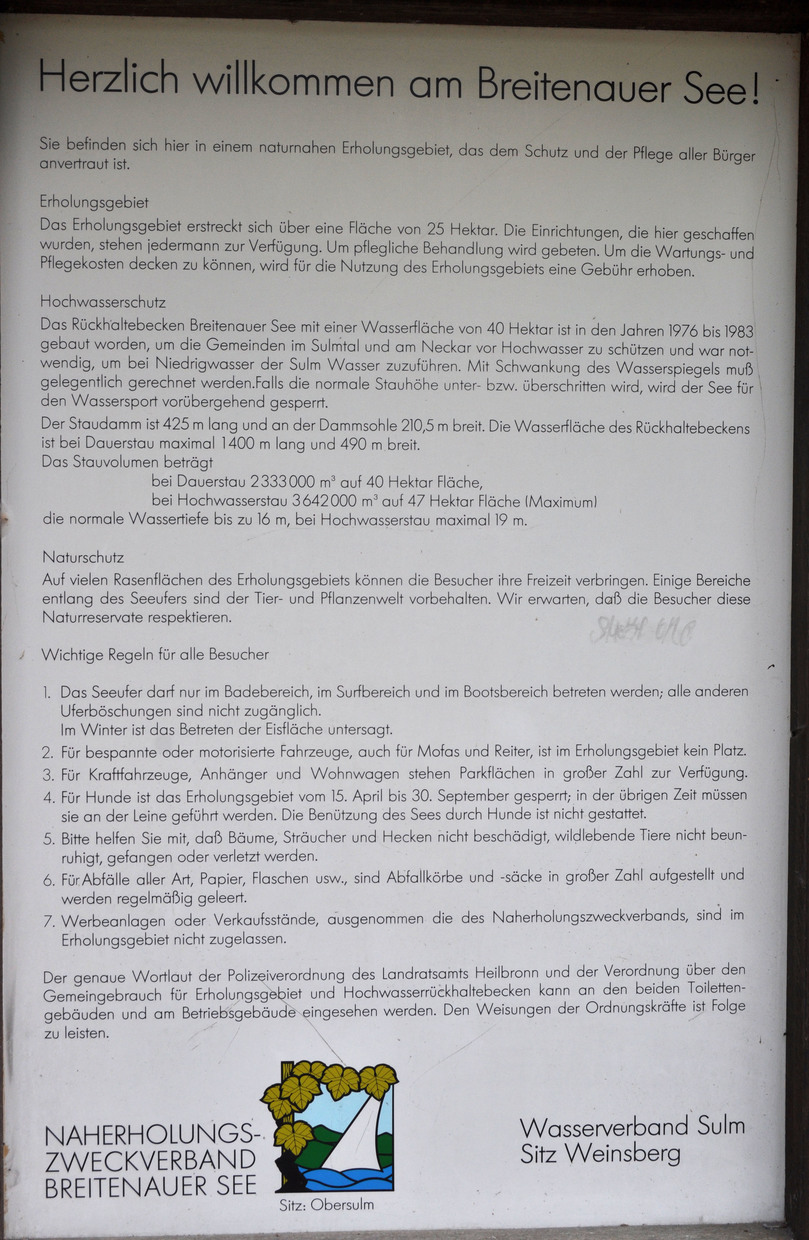 Herzlich willkommen am Breitenauer See!
Sie befinden sich hier in einem naturnahen Erholungsgebiet, das dem Schutz und der Pflege aller Bürger
anvertraut ist.
Erholungsgebiet
Das Erholungsgebiet erstreckt sich über eine Fläche von 25 Hektar. Die Einrichtungen, die hier geschaffen
wurden, stehen jedermann zur Verfügung. Um pflegliche Behandlung wird gebeten. Um die Wartungs- und
Pflegekosten decken zu können, wird für die Nutzung des Erholungsgebiets eine Gebühr erhoben.
Hochwasserschutz
Das Rückhaltebecken Breitenauer See mit einer Wasserfläche von 40 Hektar ist in den Jahren 1976 bis 1983
gebaut worden, um die Gemeinden im Sulmtal und am Neckar vor Hochwasser zu schützen und war not-
wendig, um bei Niedrigwasser der Sulm Wasser zuzuführen. Mit Schwankung des Wasserspiegels muß
gelegentlich gerechnet werden.Falls die normale Stauhöhe unter- bzw. überschritten wird, wird der See für
den Wassersport vorübergehend gesperrt.
Der Staudamm ist 425 m lang und an der Dammsohle 210,5 m breit. Die Wasserfläche des Rückhaltebeckens
ist bei Dauerstau maximal 1400 m lang und 490 m breit.
Das Stauvolumen beträgt
bei Dauerstau 2333000 m³ auf 40 Hektar Fläche,
bei Hochwasserstau 3642000 m³ auf 47 Hektar Fläche (Maximum)
die normale Wassertiefe bis zu 16 m, bei Hochwasserstau maximal 19 m.
Naturschutz
Auf vielen Rasenflächen des Erholungsgebiets können die Besucher ihre Freizeit verbringen. Einige Bereiche
entlang des Seeufers sind der Tier- und Pflanzenwelt vorbehalten. Wir erwarten, daß die Besucher diese
Naturreservate respektieren.
Wichtige Regeln für alle Besucher
1. Das Seeufer darf nur im Badebereich, im Surfbereich und im Bootsbereich betreten werden; alle anderen
Uferböschungen sind nicht zugänglich.
Im Winter ist das Betreten der Eisfläche untersagt.
2. Für bespannte oder motorisierte Fahrzeuge, auch für Mofas und Reiter, ist im Erholungsgebiet kein Platz.
3. Für Kraftfahrzeuge, Anhänger und Wohnwagen stehen Parkflächen in großer Zahl zur Verfügung.
4. Für Hunde ist das Erholungsgebiet vom 15. April bis 30. September gesperrt; in der übrigen Zeit müssen
sie an der Leine geführt werden. Die Benützung des Sees durch Hunde ist nicht gestattet.
5. Bitte helfen Sie mit, daß Bäume, Sträucher und Hecken nicht beschädigt, wildlebende Tiere nicht beun-
ruhigt, gefangen oder verletzt werden.
6. Für Abfälle aller Art, Papier, Flaschen usw., sind Abfallkörbe und -säcke in großer Zahl aufgestellt und
werden regelmäßig geleert.
7. Werbeanlagen oder Verkaufsstände, ausgenommen die des Naherholungszweckverbands, sind im
Erholungsgebiet nicht zugelassen.
Der genaue Wortlaut der Polizeiverordnung des Landratsamts Heilbronn und der Verordnung über den
Gemeingebrauch für Erholungsgebiet und Hochwasserrückhaltebecken kann an den beiden Toiletten-
gebäuden und am Betriebsgebäude eingesehen werden. Den Weisungen der Ordnungskräfte ist Folge
zu leisten.
NAHERHOLUNGS-
ZWECKVERBAND
BREITENAUER SEE
Sitz: Obersulm
Wasserverband Sulm
Sitz Weinsberg